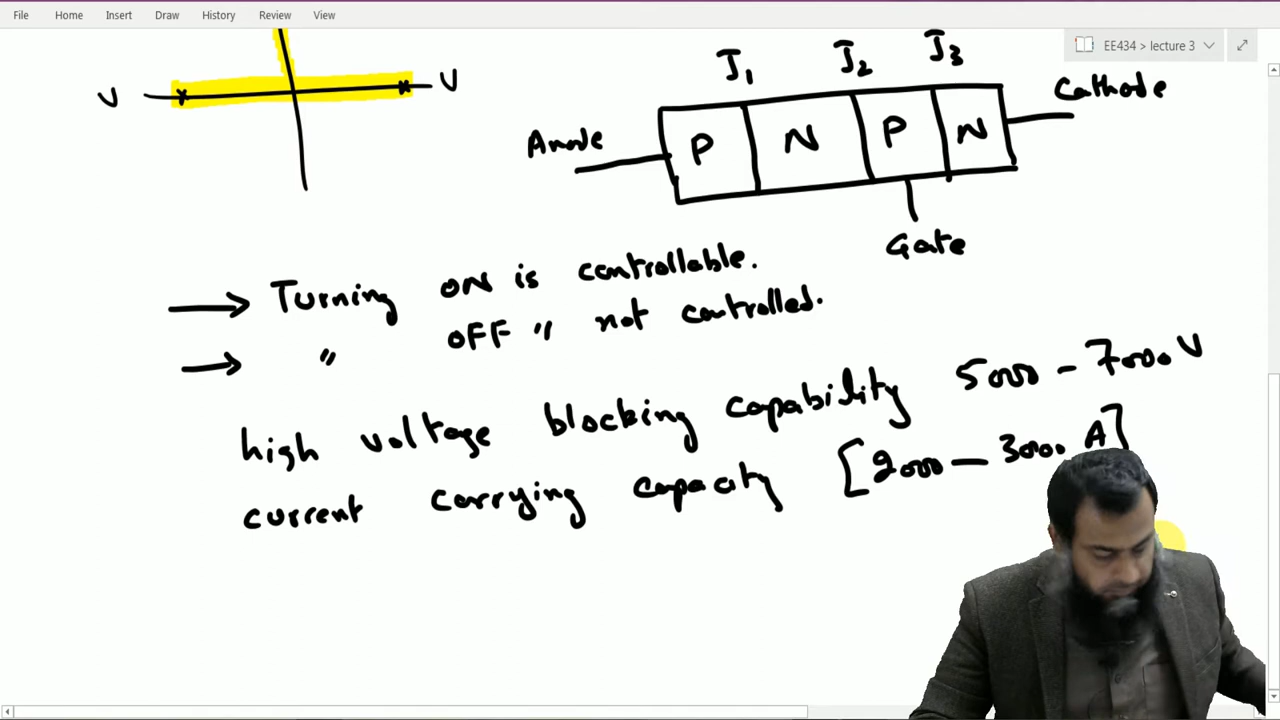 File Home Insert Draw History Review View
EE434 > lecture 3
J1 J2 J3
V V
Anode P N P N Cathode
Gate
→ Turning ON is controllable.
→ " OFF " not controlled.
high voltage blocking capability 5000 - 7000 V
current carrying capacity [2000 - 3000 A]